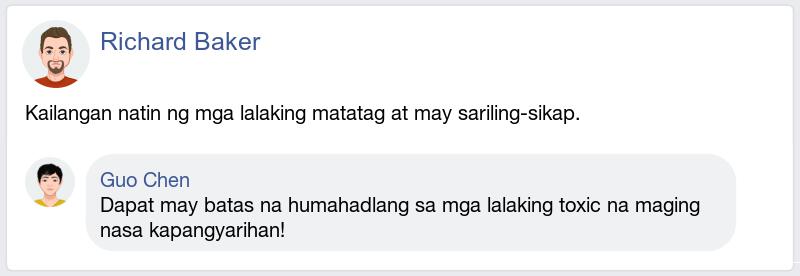 Richard Baker
Kailangan natin ng mga lalaking matatag at may sariling-sikap.
Guo Chen
Dapat may batas na humahadlang sa mga lalaking toxic na maging
nasa kapangyarihan!